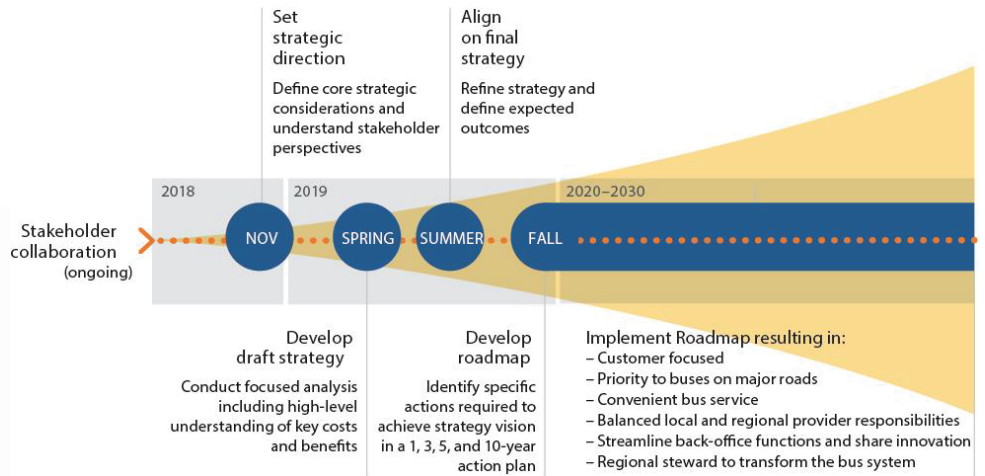 Set
strategic
direction
Define core strategic
considerations and
understand stakeholder
perspectives
Align
on final
strategy
Refine strategy and
define expected
outcomes
2018
2019
2020–2030
Stakeholder
collaboration
(ongoing)
NOV
SPRING
SUMMER
FALL
Develop
draft strategy
Conduct focused analysis
including high-level
understanding of key costs
and benefits
Develop
roadmap
Identify specific
actions required to
achieve strategy vision
in a 1, 3, 5, and 10-year
action plan
Implement Roadmap resulting in:
– Customer focused
– Priority to buses on major roads
– Convenient bus service
– Balanced local and regional provider responsibilities
– Streamline back-office functions and share innovation
– Regional steward to transform the bus system